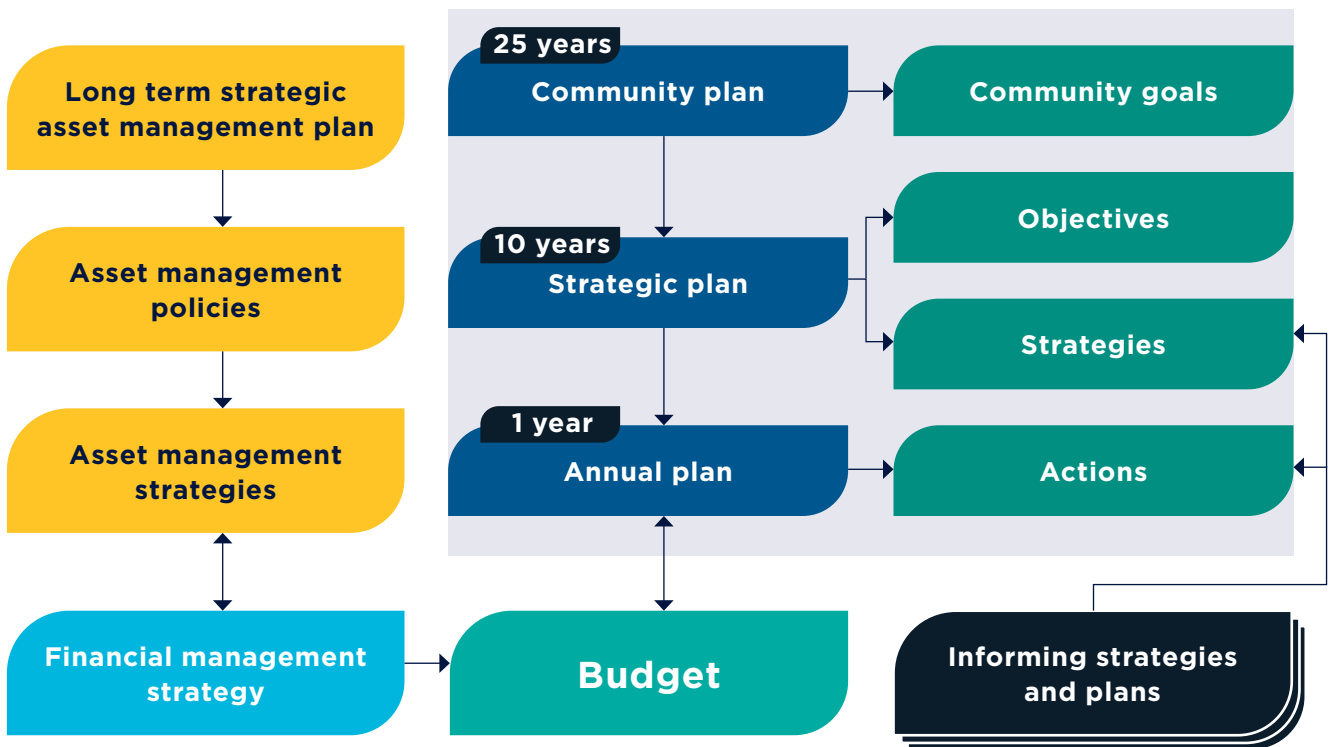 Long term strategic
asset management plan
Asset management
policies
Asset management
strategies
Financial management
strategy
25 years
Community plan
Community goals
10 years
Strategic plan
Objectives
Strategies
1 year
Annual plan
Actions
Budget
Informing strategies
and plans